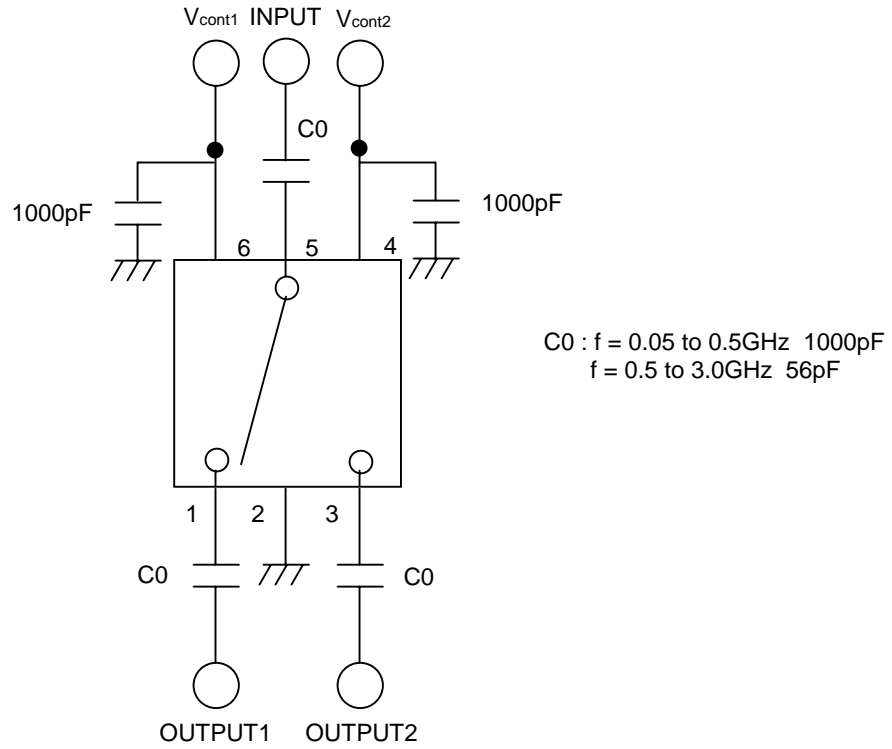 Vcont1 INPUT Vcont2
C0
1000pF
1000pF
6 5 4
C0 : f = 0.05 to 0.5GHz 1000pF
f = 0.5 to 3.0GHz 56pF
1 2 3
C0
C0
OUTPUT1 OUTPUT2